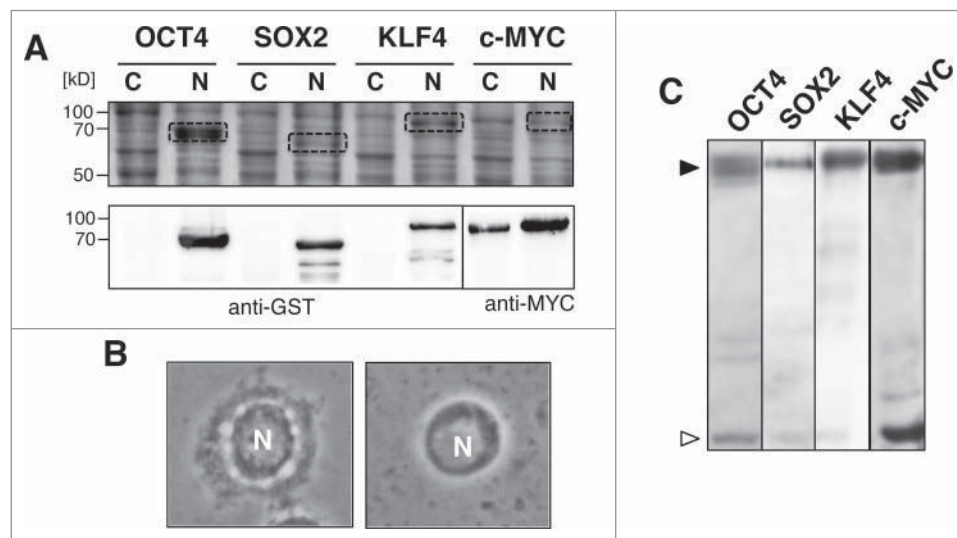 A
OCT4 SOX2 KLF4 c-MYC
[kD] C N C N C N C N
100
70
50
100
70
anti-GST anti-MYC
B
N N
C
OCT4 SOX2 KLF4 c-MYC